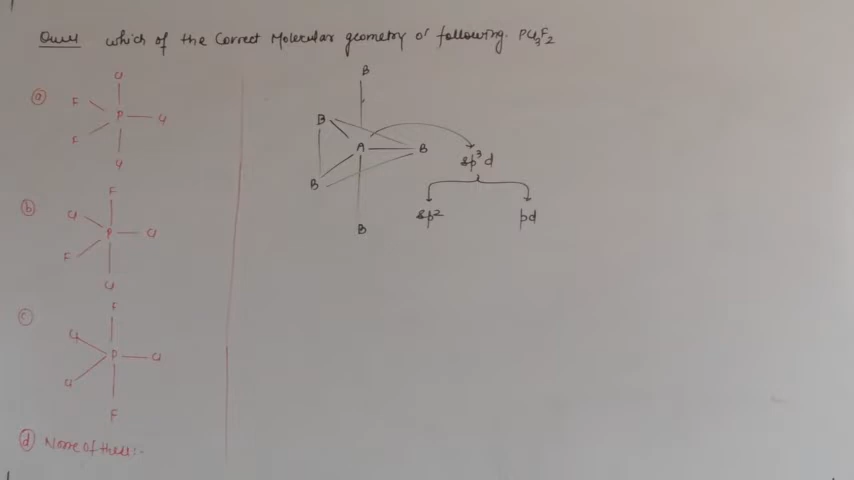 Ques which of the Correct Molecular geometry of following. PCl3F2
(a)
Cl
F
P
Cl
F
Cl
(b)
F
Cl
P
Cl
F
Cl
(c)
F
Cl
P
Cl
Cl
F
(d) None of these:-
B
B
A
B
B
B
sp3d
sp2
pd